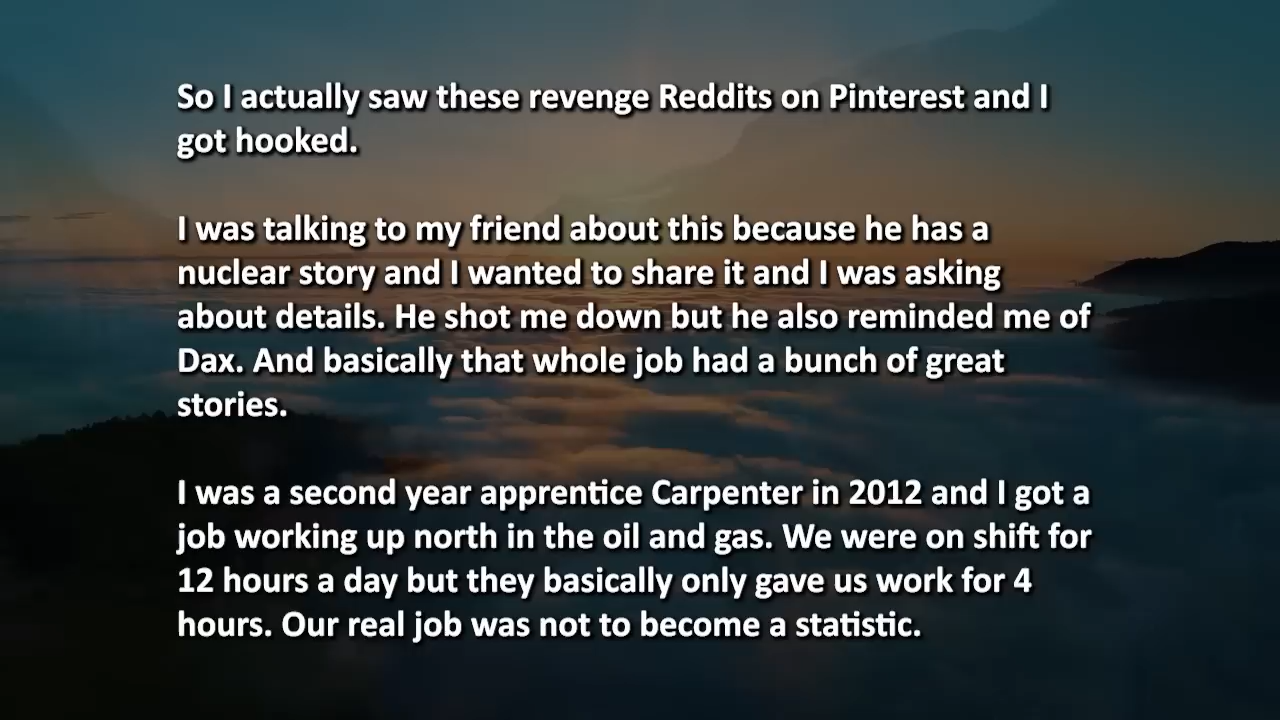 So I actually saw these revenge Reddits on Pinterest and I
got hooked.
I was talking to my friend about this because he has a
nuclear story and I wanted to share it and I was asking
about details. He shot me down but he also reminded me of
Dax. And basically that whole job had a bunch of great
stories.
I was a second year apprentice Carpenter in 2012 and I got a
job working up north in the oil and gas. We were on shift for
12 hours a day but they basically only gave us work for 4
hours. Our real job was not to become a statistic.